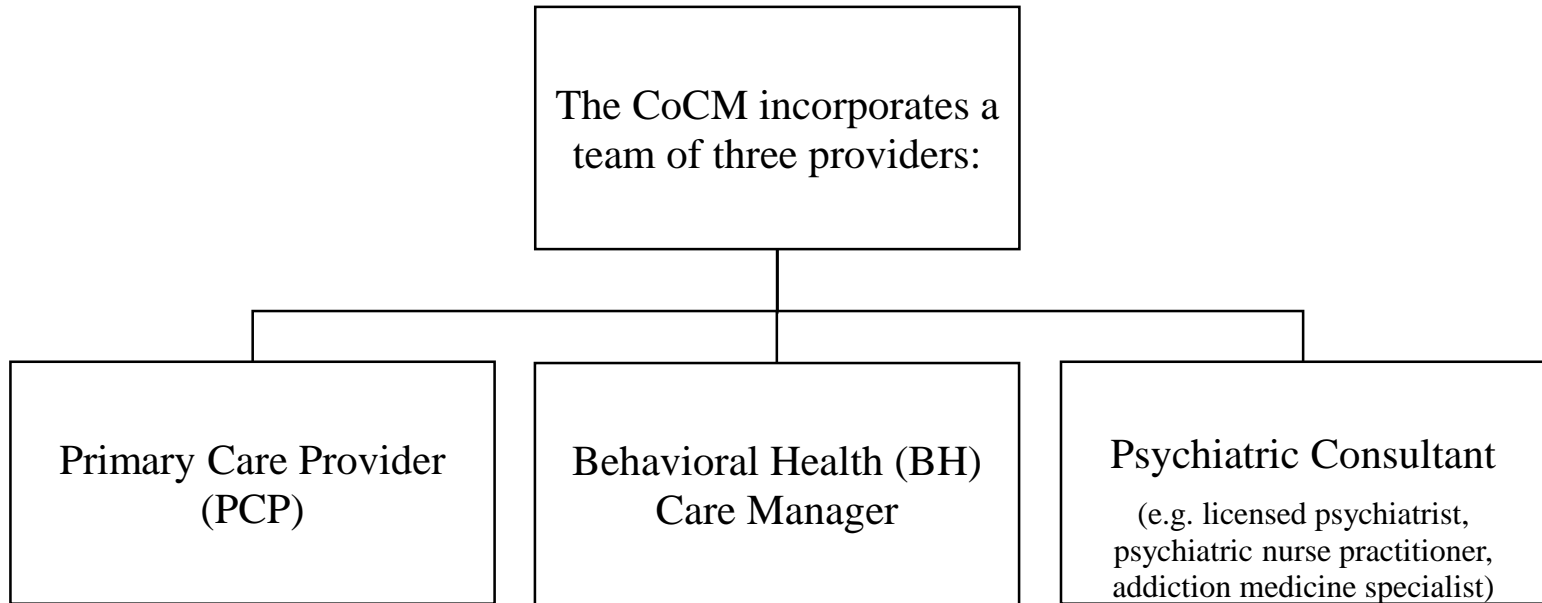 The CoCM incorporates a
team of three providers:
Primary Care Provider
(PCP)
Behavioral Health (BH)
Care Manager
Psychiatric Consultant
(e.g. licensed psychiatrist,
psychiatric nurse practitioner,
addiction medicine specialist)